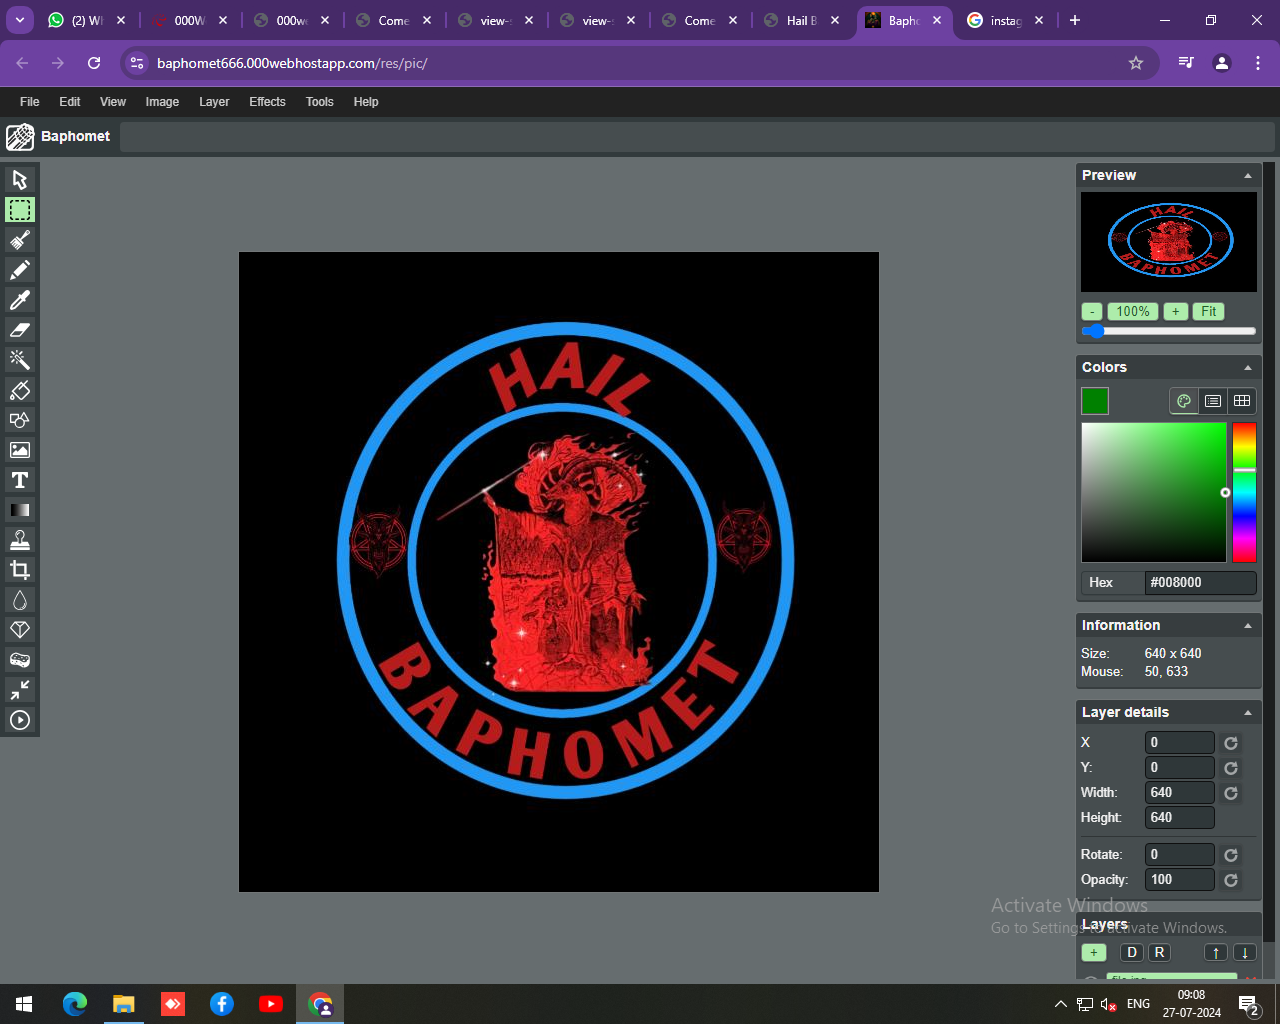 (2) Wh
000W
000we
Come
view-s
view-s
Come
Hail B
Bapho
instag
baphomet666.000webhostapp.com/res/pic/
File Edit View Image Layer Effects Tools Help
Baphomet
Preview
HAIL
BAPHOMET
- 100% + Fit
Colors
Hex #008000
Information
Size: 640 x 640
Mouse: 50, 633
Layer details
X 0
Y: 0
Width: 640
Height: 640
Rotate: 0
Opacity: 100
Layers
+ D R ↑ ↓
HAIL
BAPHOMET
T
Activate Windows
Go to Settings to activate Windows.
ENG
09:08
27-07-2024
2